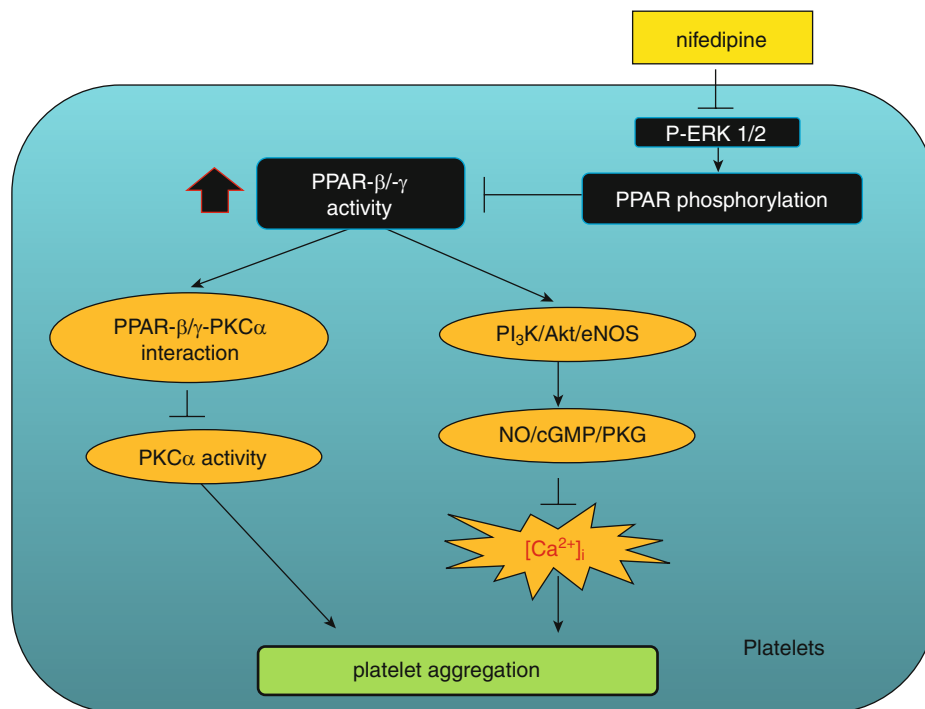 nifedipine
P-ERK 1/2
PPAR-β/-γ
activity
PPAR phosphorylation
PPAR-β/γ-PKCα
interaction
PI₃K/Akt/eNOS
PKCα activity
NO/cGMP/PKG
[Ca²⁺]ᵢ
Platelets
platelet aggregation